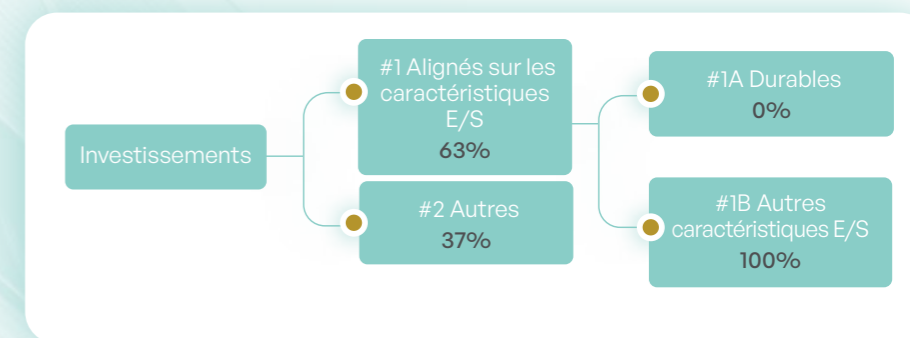 Investissements
#1 Alignés sur les
caractéristiques
E/S
63%
#2 Autres
37%
#1A Durables
0%
#1B Autres
caractéristiques E/S
100%